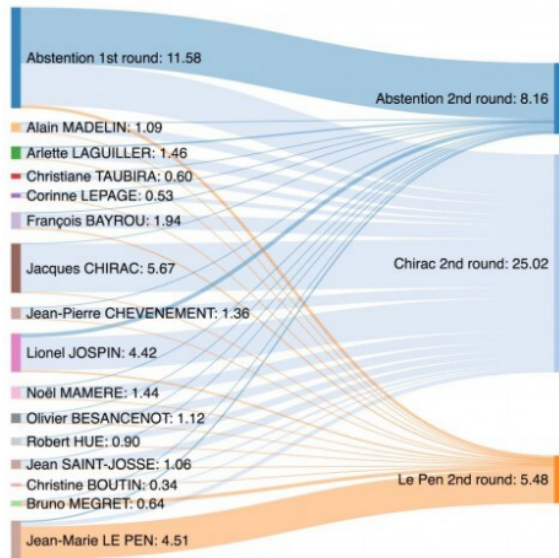 Abstention 1st round: 11.58
Abstention 2nd round: 8.16
Alain MADELIN: 1.09
Arlette LAGUILLER: 1.46
Christiane TAUBIRA: 0.60
Corinne LEPAGE: 0.53
François BAYROU: 1.94
Jacques CHIRAC: 5.67
Chirac 2nd round: 25.02
Jean-Pierre CHEVENEMENT: 1.36
Lionel JOSPIN: 4.42
Noël MAMERE: 1.44
Olivier BESANCENOT: 1.12
Robert HUE: 0.90
Jean SAINT-JOSSE: 1.06
Christine BOUTIN: 0.34
Le Pen 2nd round: 5.48
Bruno MEGRET: 0.64
Jean-Marie LE PEN: 4.51